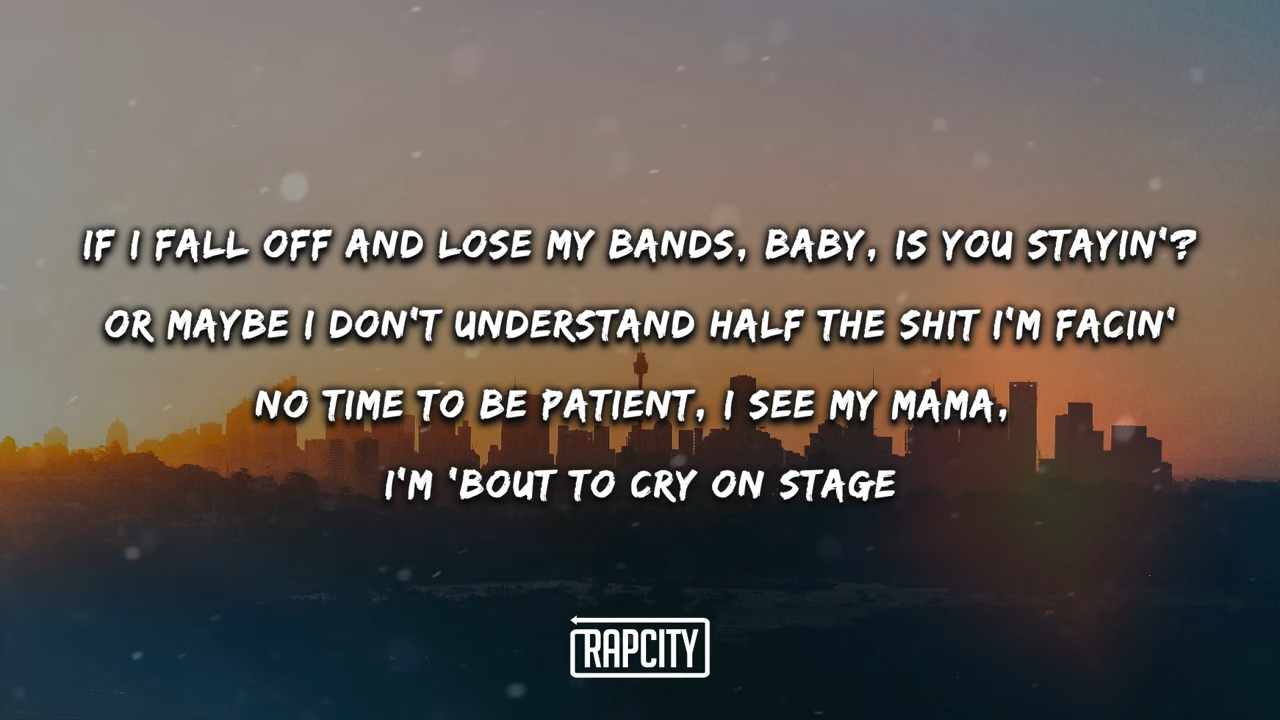 IF I FALL OFF AND LOSE MY BANDS, BABY, IS YOU STAYIN'?
OR MAYBE I DON'T UNDERSTAND HALF THE SHIT I'M FACIN'
NO TIME TO BE PATIENT, I SEE MY MAMA,
I'M 'BOUT TO CRY ON STAGE
RAPCITY